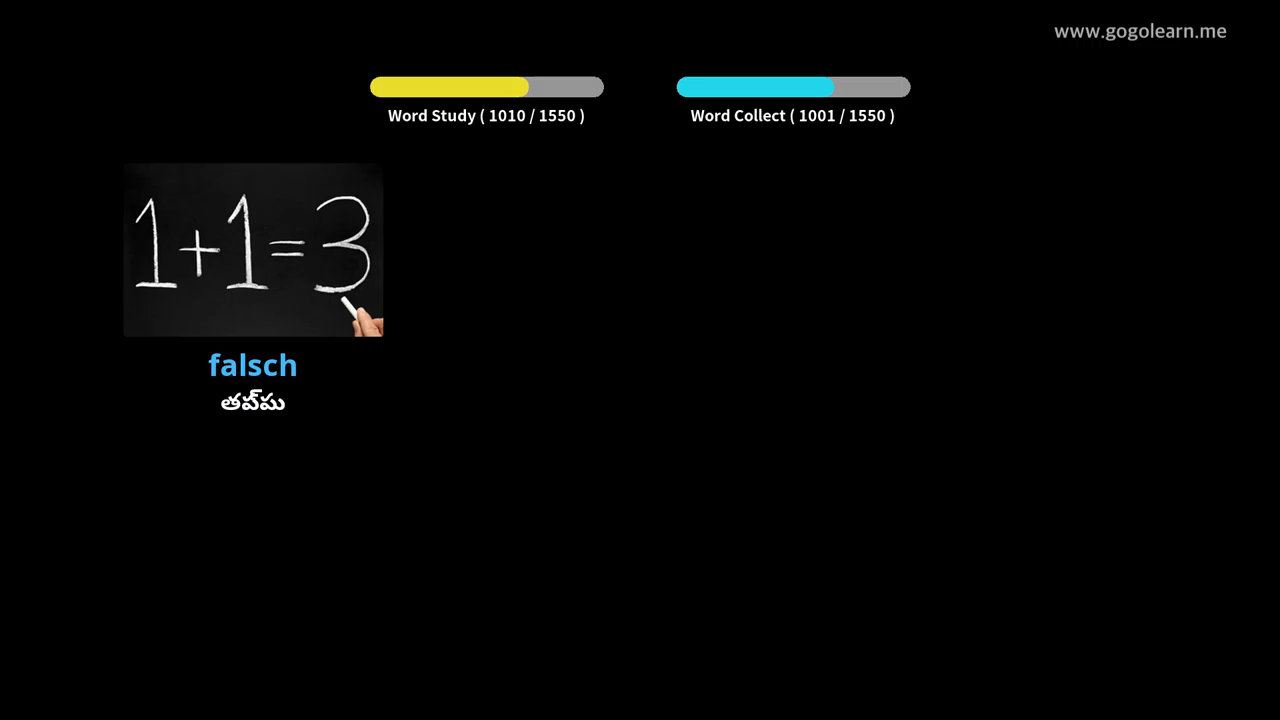 www.gogolearn.me
Word Study ( 1010 / 1550 )
Word Collect ( 1001 / 1550 )
1+1=3
falsch
తప్పు